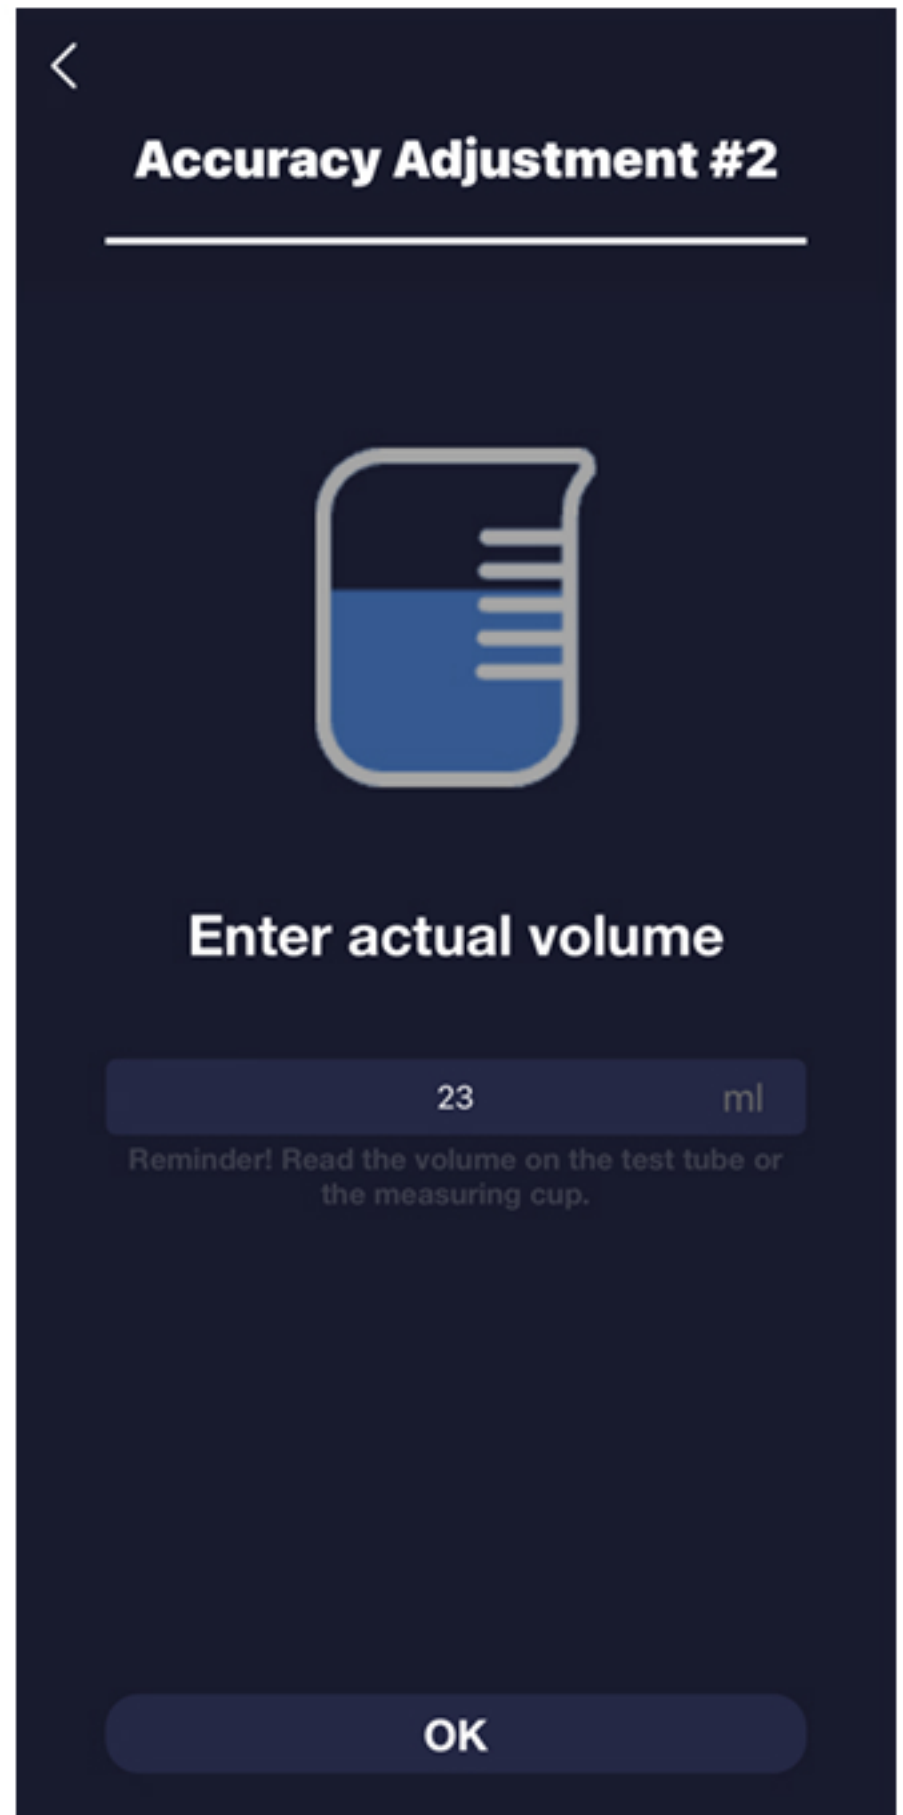 Accuracy Adjustment #2
Enter actual volume
23 ml
Reminder! Read the volume on the test tube or
the measuring cup.
OK